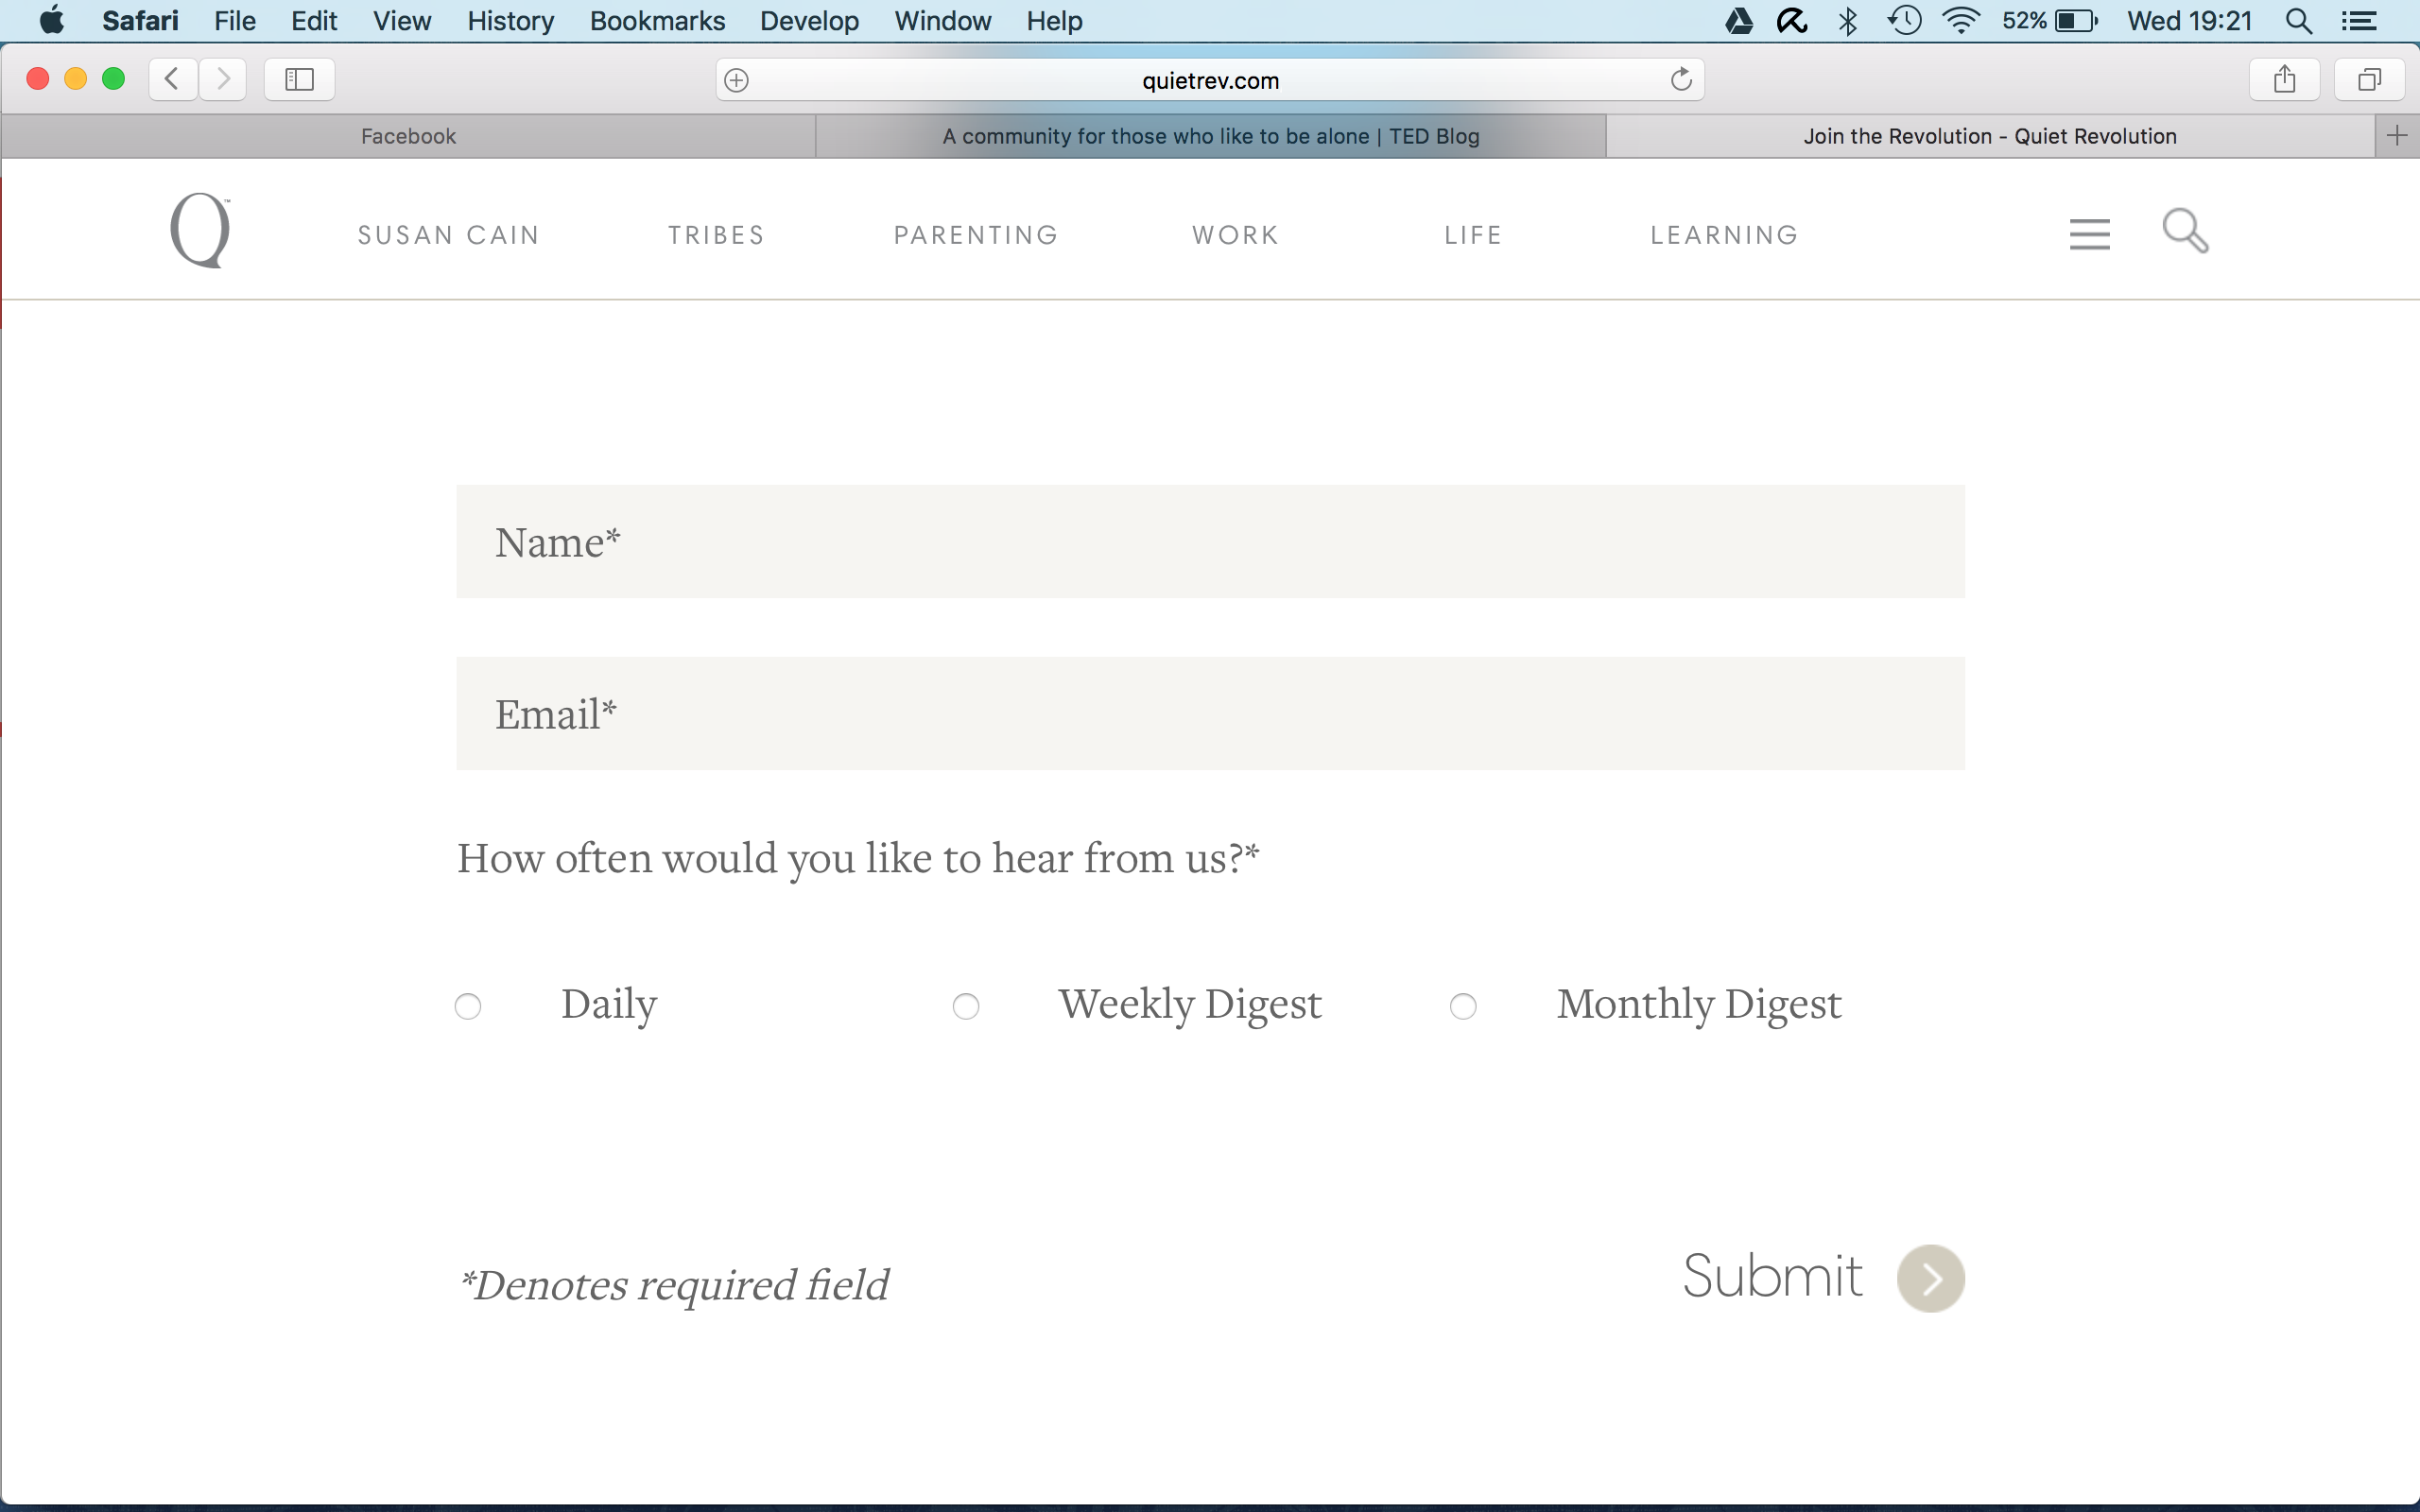 Safari File Edit View History Bookmarks Develop Window Help 52% Wed 19:21
quietrev.com
Facebook A community for those who like to be alone | TED Blog Join the Revolution - Quiet Revolution
Q™ SUSAN CAIN TRIBES PARENTING WORK LIFE LEARNING
Name*
Email*
How often would you like to hear from us?*
Daily Weekly Digest Monthly Digest
*Denotes required field Submit